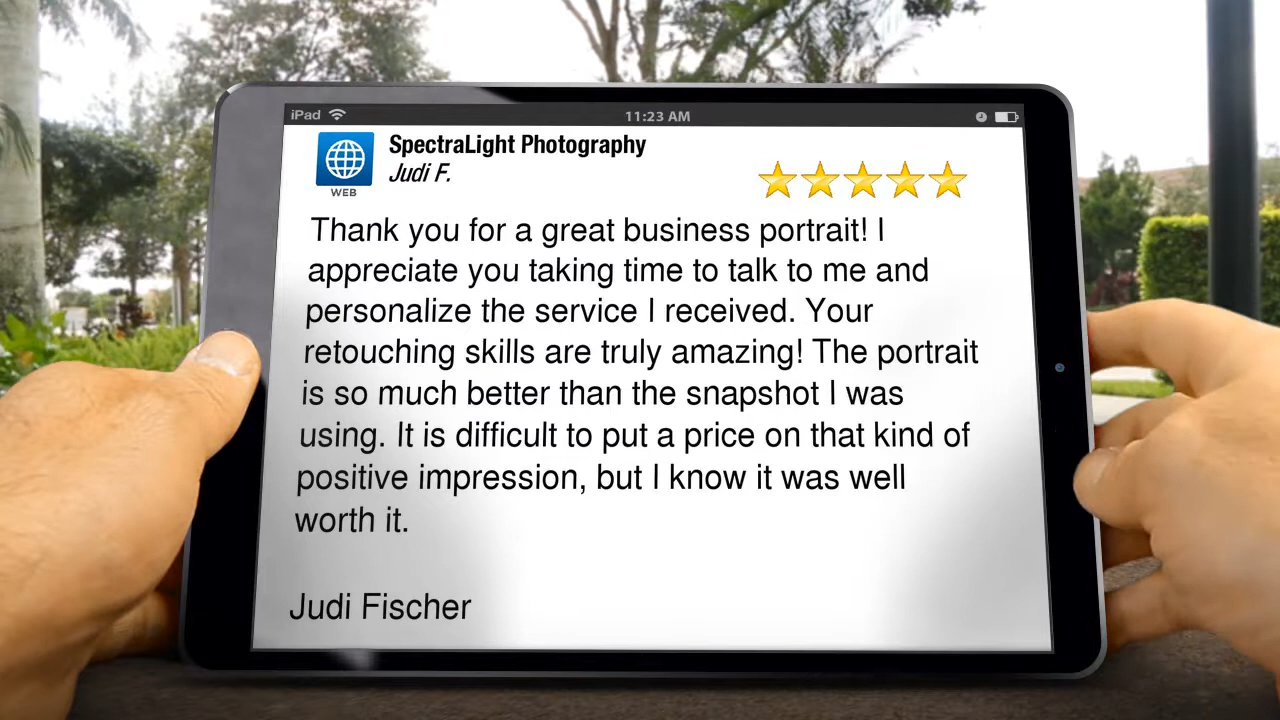 iPad 11:23 AM
SpectraLight Photography
Judi F.
WEB
Thank you for a great business portrait! I
appreciate you taking time to talk to me and
personalize the service I received. Your
retouching skills are truly amazing! The portrait
is so much better than the snapshot I was
using. It is difficult to put a price on that kind of
positive impression, but I know it was well
worth it.
Judi Fischer